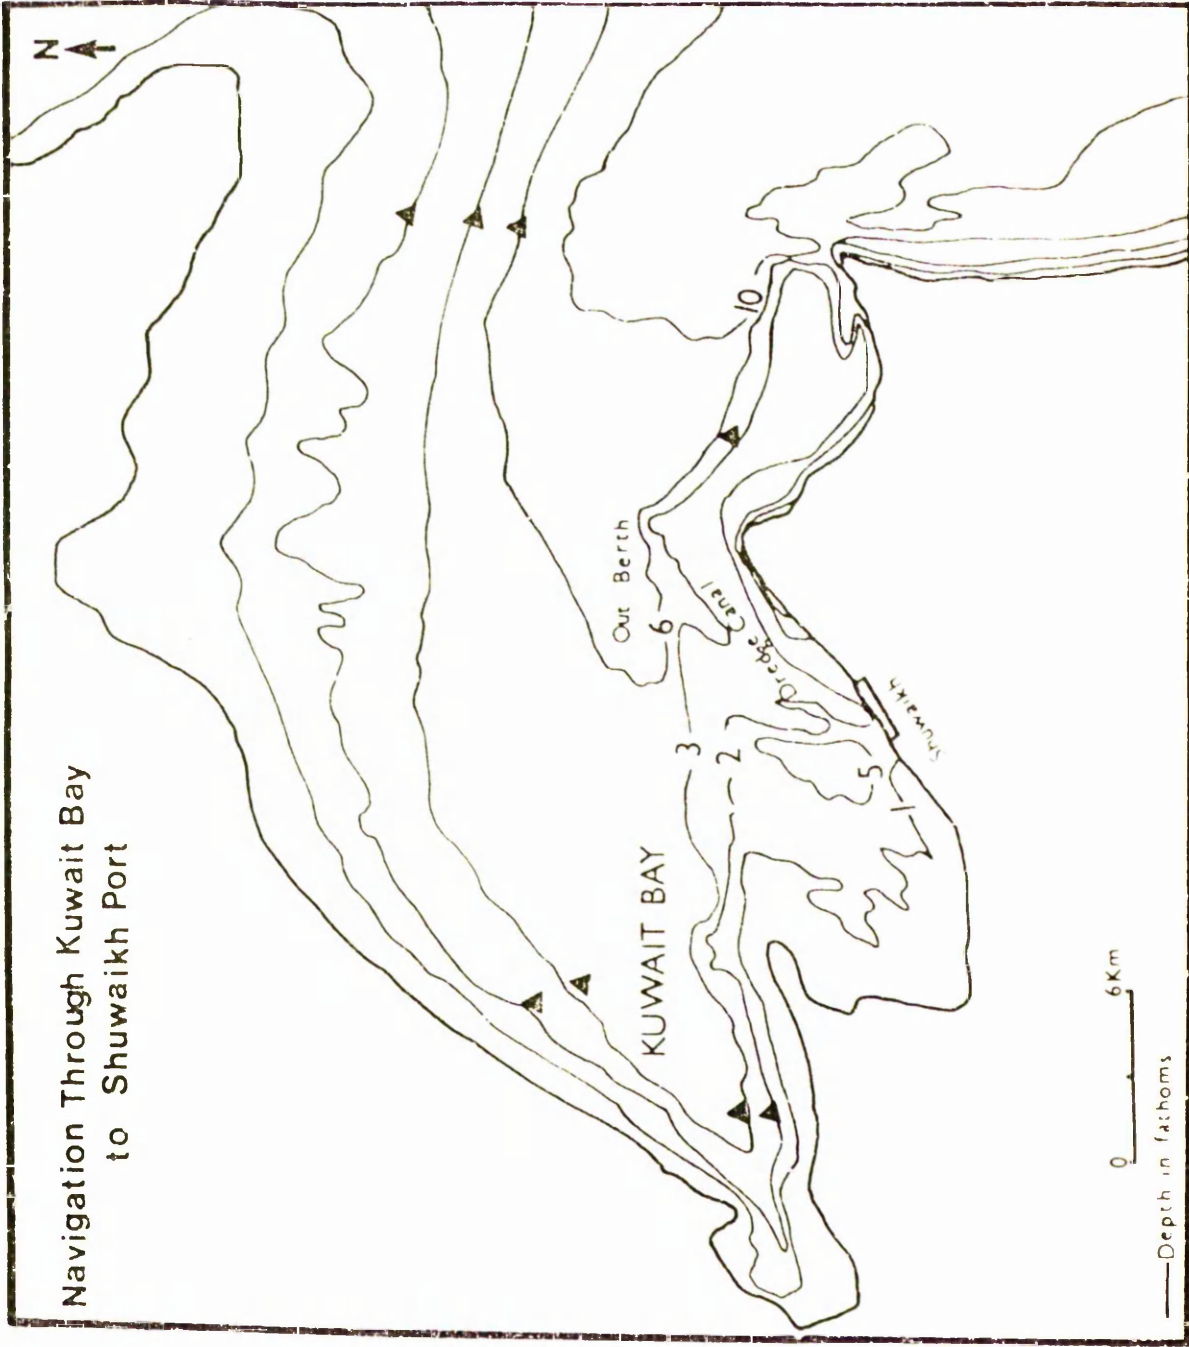 Navigation Through Kuwait Bay
to Shuwaikh Port
N
Out Berth
10
6
Dredge Canal
3
2
5
1
Shuwaikh
KUWAIT BAY
0 6Km
Depth in fathoms